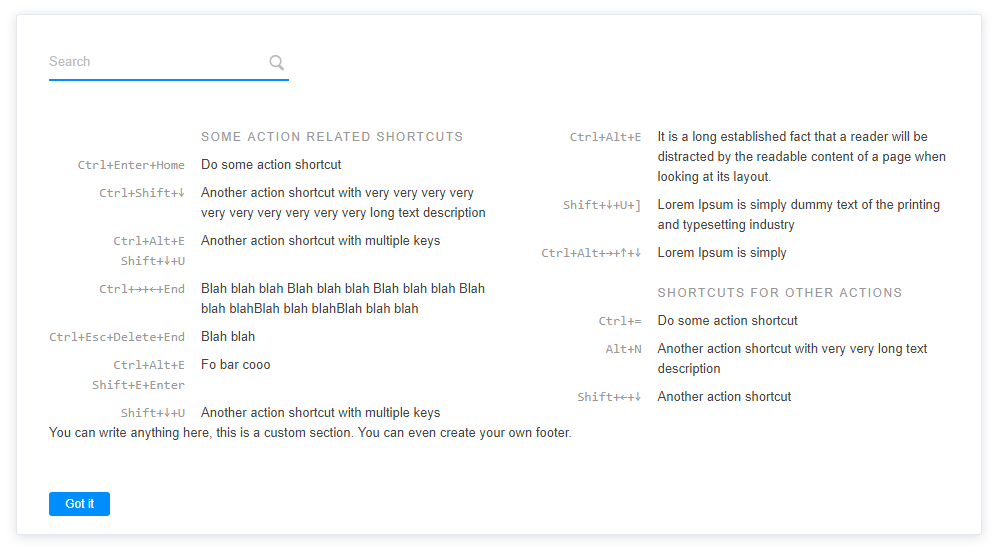 Search
SOME ACTION RELATED SHORTCUTS
Ctrl+Enter+Home Do some action shortcut
Ctrl+Shift+↓ Another action shortcut with very very very very
very very very very very very long text description
Ctrl+Alt+E Another action shortcut with multiple keys
Shift+↓+U
Ctrl+→+←+End Blah blah blah Blah blah blah Blah blah blah Blah
blah blahBlah blah blahBlah blah blah
Ctrl+Esc+Delete+End Blah blah
Ctrl+Alt+E Fo bar cooo
Shift+E+Enter
Shift+↓+U Another action shortcut with multiple keys
Ctrl+Alt+E It is a long established fact that a reader will be
distracted by the readable content of a page when
looking at its layout.
Shift+↓+U+] Lorem Ipsum is simply dummy text of the printing
and typesetting industry
Ctrl+Alt+→+↑+↓ Lorem Ipsum is simply
SHORTCUTS FOR OTHER ACTIONS
Ctrl+= Do some action shortcut
Alt+N Another action shortcut with very very long text
description
Shift+←+↓ Another action shortcut
You can write anything here, this is a custom section. You can even create your own footer.
Got it